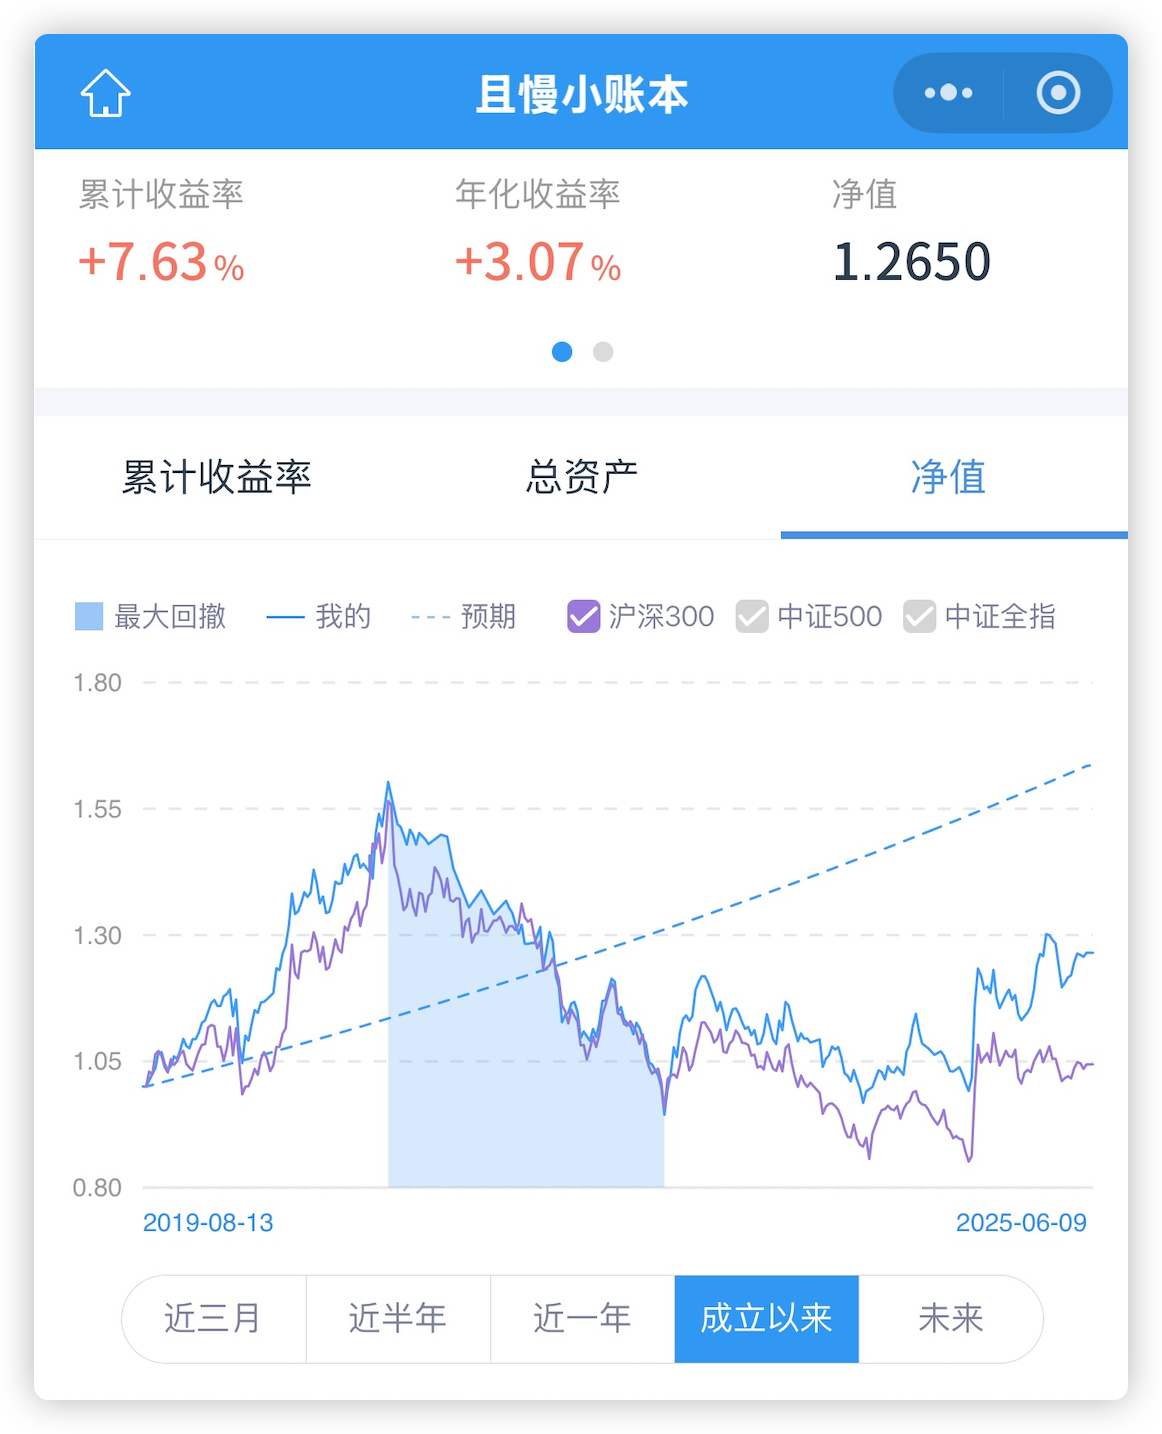 且慢小账本
累计收益率 年化收益率 净值
+7.63% +3.07% 1.2650
累计收益率 总资产 净值
最大回撤 我的 预期 沪深300 中证500 中证全指
1.80
1.55
1.30
1.05
0.80
2019-08-13 2025-06-09
近三月 近半年 近一年 成立以来 未来